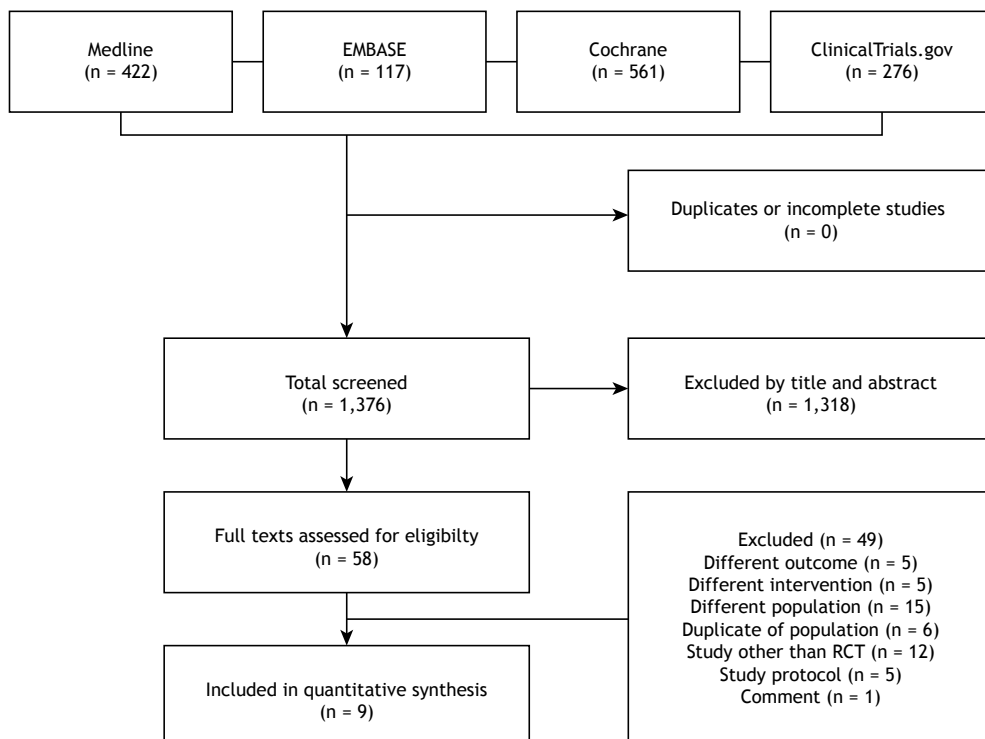 Medline
(n = 422)
EMBASE
(n = 117)
Cochrane
(n = 561)
ClinicalTrials.gov
(n = 276)
Duplicates or incomplete studies
(n = 0)
Total screened
(n = 1,376)
Excluded by title and abstract
(n = 1,318)
Full texts assessed for eligibilty
(n = 58)
Excluded (n = 49)
Different outcome (n = 5)
Different intervention (n = 5)
Different population (n = 15)
Duplicate of population (n = 6)
Study other than RCT (n = 12)
Study protocol (n = 5)
Comment (n = 1)
Included in quantitative synthesis
(n = 9)